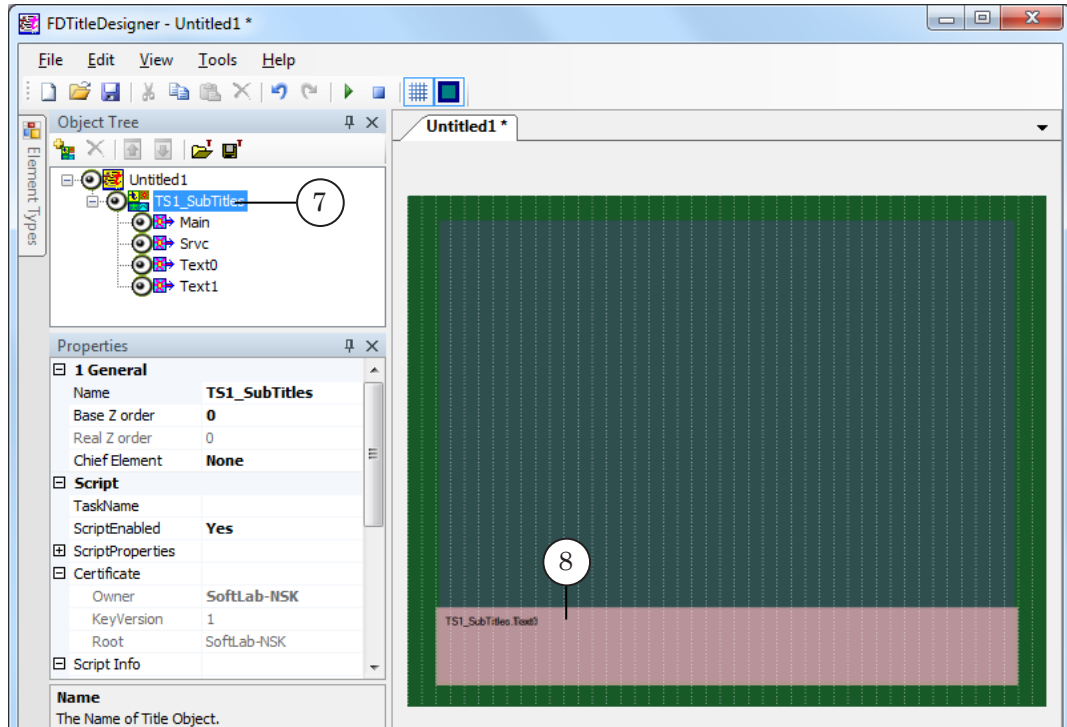 FDTitleDesigner - Untitled1 *
File Edit View Tools Help
Element Types
Object Tree
Untitled1
TS1_SubTitles
7
Main
Srvc
Text0
Text1
Properties
1 General
Name TS1_SubTitles
Base Z order 0
Real Z order 0
Chief Element None
Script
TaskName
ScriptEnabled Yes
ScriptProperties
Certificate
Owner SoftLab-NSK
KeyVersion 1
Root SoftLab-NSK
Script Info
Name
The Name of Title Object.
Untitled1 *
8